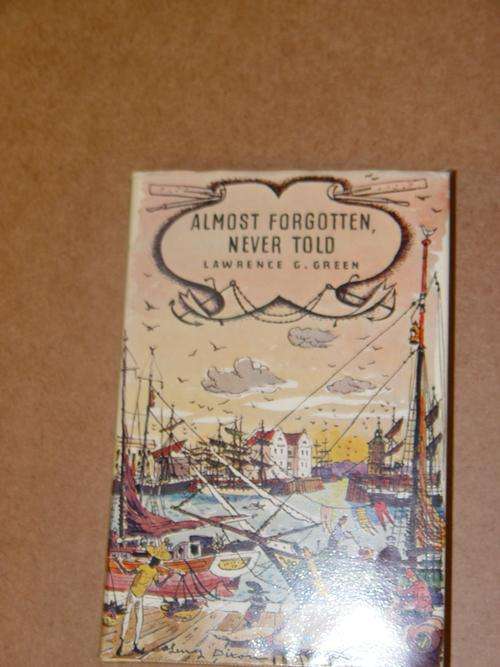 ALMOST FORGOTTEN,
NEVER TOLD
LAWRENCE G. GREEN